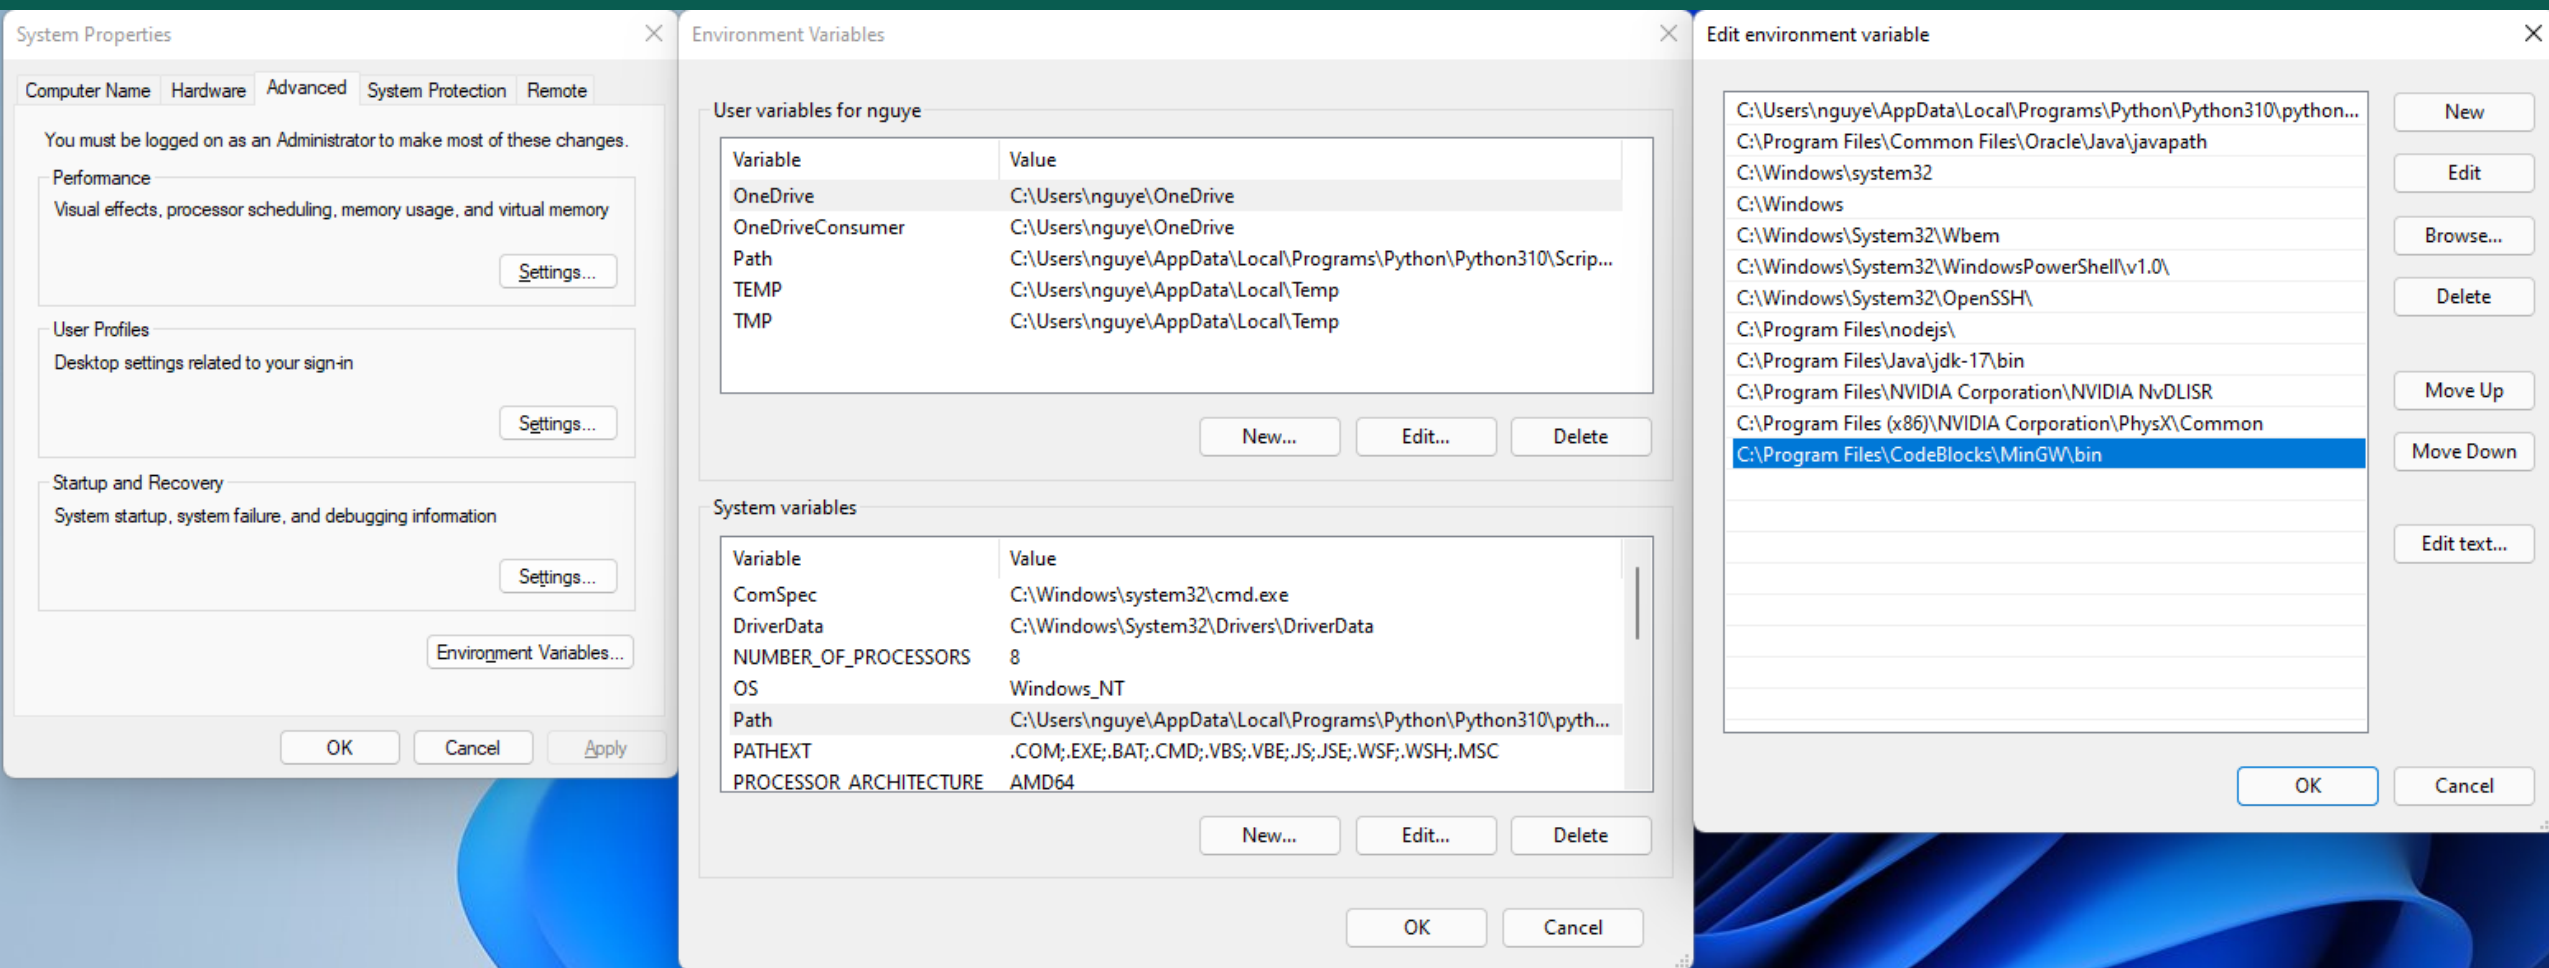 System Properties
Computer Name Hardware Advanced System Protection Remote
You must be logged on as an Administrator to make most of these changes.
Performance
Visual effects, processor scheduling, memory usage, and virtual memory
Settings...
User Profiles
Desktop settings related to your sign-in
Settings...
Startup and Recovery
System startup, system failure, and debugging information
Settings...
Environment Variables...
OK Cancel Apply
Environment Variables
User variables for nguye
Variable Value
OneDrive C:\Users\nguye\OneDrive
OneDriveConsumer C:\Users\nguye\OneDrive
Path C:\Users\nguye\AppData\Local\Programs\Python\Python310\Scrip...
TEMP C:\Users\nguye\AppData\Local\Temp
TMP C:\Users\nguye\AppData\Local\Temp
New... Edit... Delete
System variables
Variable Value
ComSpec C:\Windows\system32\cmd.exe
DriverData C:\Windows\System32\Drivers\DriverData
NUMBER_OF_PROCESSORS 8
OS Windows_NT
Path C:\Users\nguye\AppData\Local\Programs\Python\Python310\pyth...
PATHEXT .COM;.EXE;.BAT;.CMD;.VBS;.VBE;.JS;.JSE;.WSF;.WSH;.MSC
PROCESSOR_ARCHITECTURE AMD64
New... Edit... Delete
OK Cancel
Edit environment variable
C:\Users\nguye\AppData\Local\Programs\Python\Python310\python...
C:\Program Files\Common Files\Oracle\Java\javapath
C:\Windows\system32
C:\Windows
C:\Windows\System32\Wbem
C:\Windows\System32\WindowsPowerShell\v1.0\
C:\Windows\System32\OpenSSH\
C:\Program Files\nodejs\
C:\Program Files\Java\jdk-17\bin
C:\Program Files\NVIDIA Corporation\NVIDIA NvDLISR
C:\Program Files (x86)\NVIDIA Corporation\PhysX\Common
C:\Program Files\CodeBlocks\MinGW\bin
New
Edit
Browse...
Delete
Move Up
Move Down
Edit text...
OK Cancel